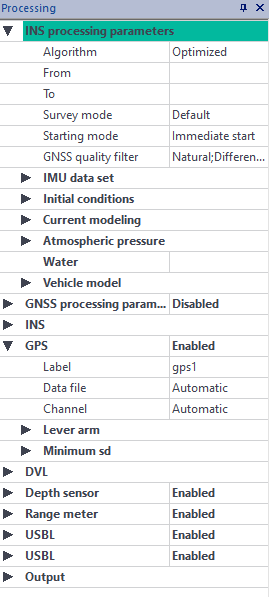 Processing
INS processing parameters
Algorithm Optimized
From
To
Survey mode Default
Starting mode Immediate start
GNSS quality filter Natural;Differen...
IMU data set
Initial conditions
Current modeling
Atmospheric pressure
Water
Vehicle model
GNSS processing param... Disabled
INS
GPS Enabled
Label gps1
Data file Automatic
Channel Automatic
Lever arm
Minimum sd
DVL
Depth sensor Enabled
Range meter Enabled
USBL Enabled
USBL Enabled
Output